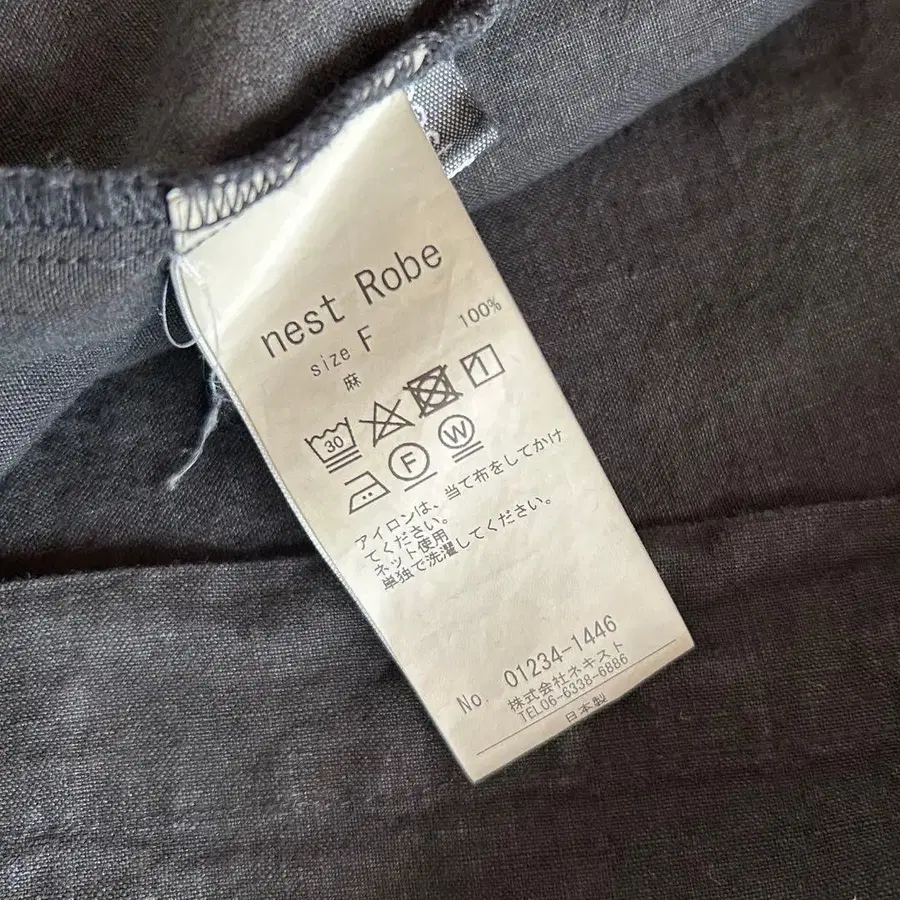 nest Robe
size F
麻 100%
30
F W
アイロンは、当て布をしてかけ
てください。
ネット使用
単独で洗濯してください。
No. 01234-1446
株式会社ネキスト
TEL06-6338-6886
日本製